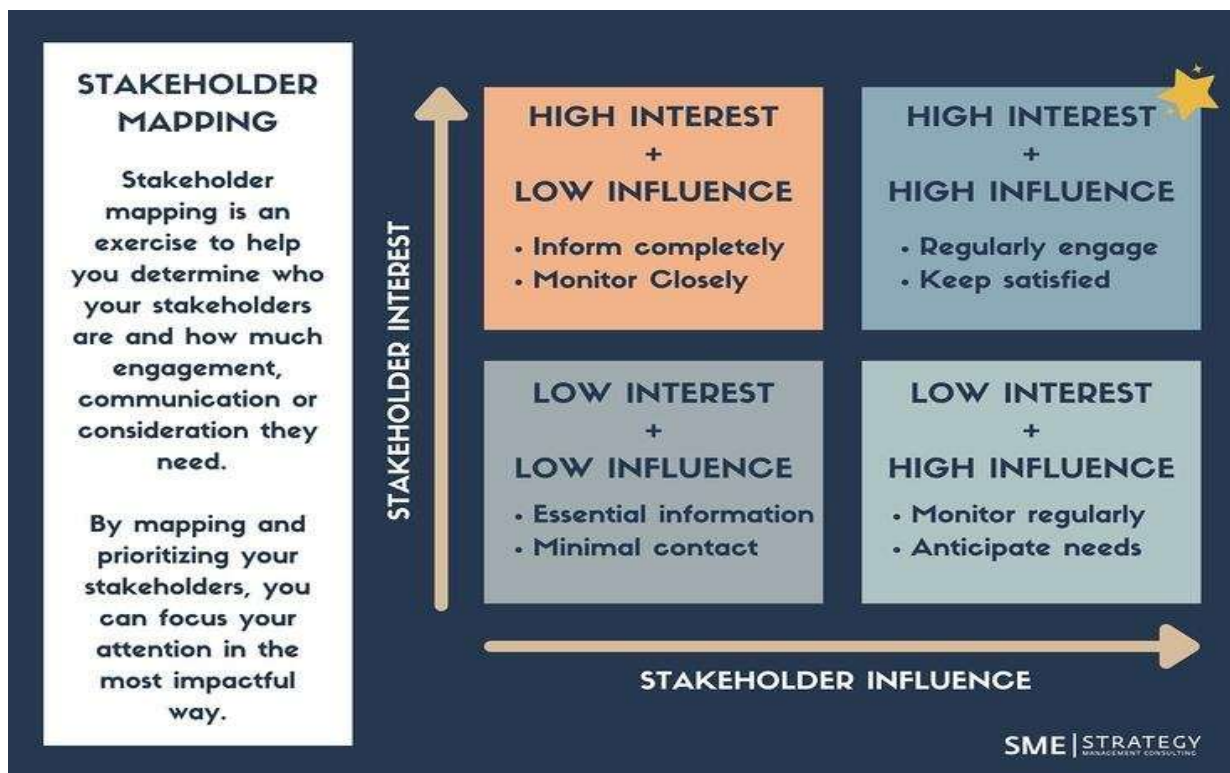 STAKEHOLDER
MAPPING
Stakeholder
mapping is an
exercise to help
you determine who
your stakeholders
are and how much
engagement,
communication or
consideration they
need.
By mapping and
prioritizing your
stakeholders, you
can focus your
attention in the
most impactful
way.
STAKEHOLDER INTEREST
HIGH INTEREST
+
LOW INFLUENCE
• Inform completely
• Monitor Closely
HIGH INTEREST
+
HIGH INFLUENCE
• Regularly engage
• Keep satisfied
LOW INTEREST
+
LOW INFLUENCE
• Essential information
• Minimal contact
LOW INTEREST
+
HIGH INFLUENCE
• Monitor regularly
• Anticipate needs
STAKEHOLDER INFLUENCE
SME | STRATEGY
MANAGEMENT CONSULTING